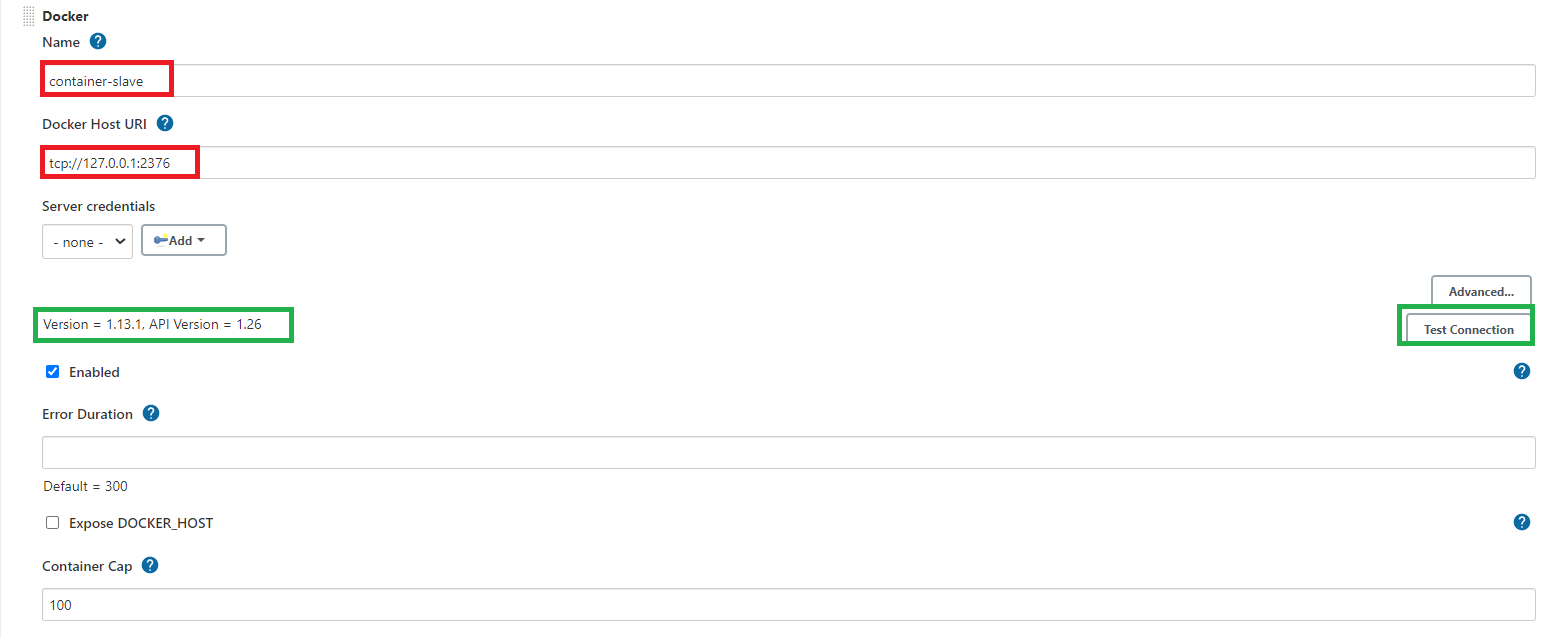 Docker
Name ?
container-slave
Docker Host URI ?
tcp://127.0.0.1:2376
Server credentials
- none - Add
Advanced...
Version = 1.13.1, API Version = 1.26
Test Connection
Enabled ?
Error Duration ?
Default = 300
Expose DOCKER_HOST ?
Container Cap ?
100